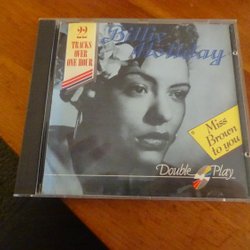 22
TRACKS
OVER
ONE HOUR
Billie
Holiday
Miss
Brown to
you
Double Play